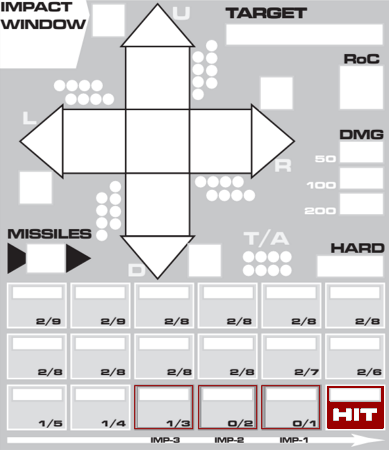 IMPACT
WINDOW
U
TARGET
RoC
L
DMG
50
R
100
200
MISSILES
T/A
HARD
D
2/9 2/9 2/8 2/8 2/8 2/8
2/8 2/8 2/8 2/8 2/7 2/6
1/5 1/4 1/3 0/2 0/1 HIT
IMP-3 IMP-2 IMP-1